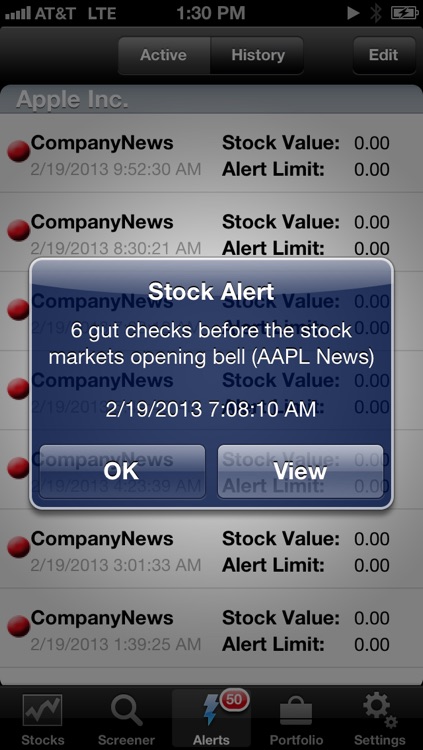 AT&T LTE 1:30 PM
Active History Edit
Apple Inc.
CompanyNews Stock Value: 0.00
2/19/2013 9:52:30 AM Alert Limit: 0.00
CompanyNews Stock Value: 0.00
2/19/2013 8:30:21 AM Alert Limit: 0.00
Stock Alert
6 gut checks before the stock
markets opening bell (AAPL News)
2/19/2013 7:08:10 AM
OK View
CompanyNews Stock Value: 0.00
2/19/2013 3:01:33 AM Alert Limit: 0.00
CompanyNews Stock Value: 0.00
2/19/2013 1:39:25 AM Alert Limit: 0.00
50
Stocks Screener Alerts Portfolio Settings